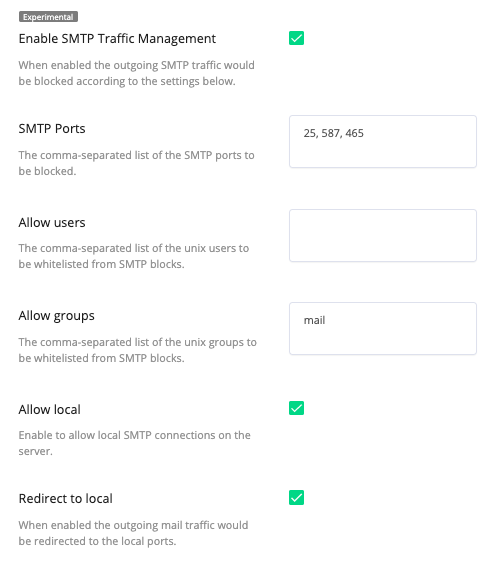 Experimental
Enable SMTP Traffic Management
When enabled the outgoing SMTP traffic would
be blocked according to the settings below.
SMTP Ports
25, 587, 465
The comma-separated list of the SMTP ports to
be blocked.
Allow users
The comma-separated list of the unix users to
be whitelisted from SMTP blocks.
Allow groups
mail
The comma-separated list of the unix groups to
be whitelisted from SMTP blocks.
Allow local
Enable to allow local SMTP connections on the
server.
Redirect to local
When enabled the outgoing mail traffic would
be redirected to the local ports.